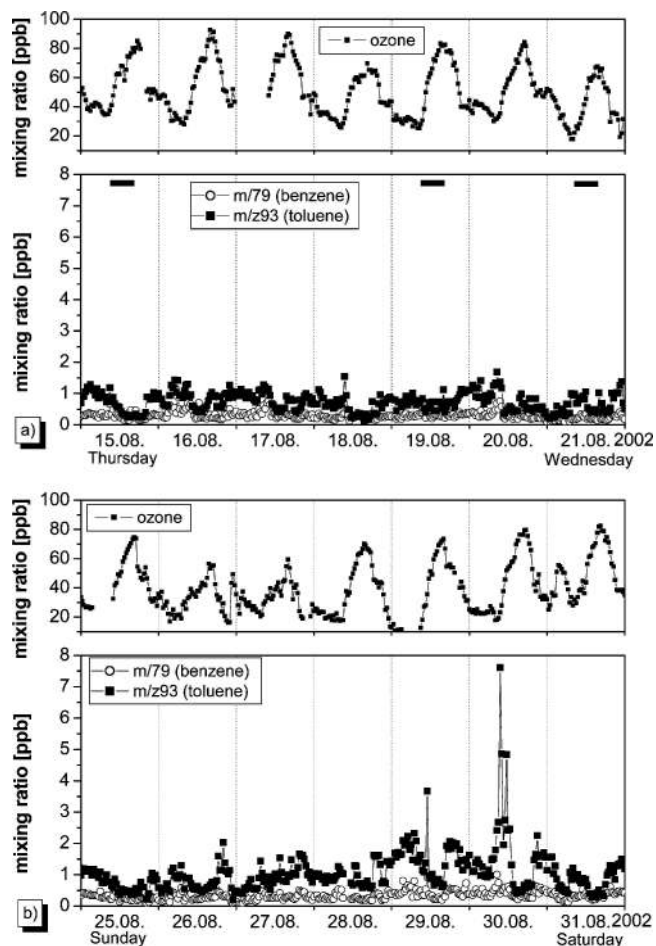 mixing ratio [ppb]
100
80
60
40
20
ozone
mixing ratio [ppb]
8
7
6
5
4
3
2
1
0
m/79 (benzene)
m/z93 (toluene)
a)
15.08. 16.08. 17.08. 18.08. 19.08. 20.08. 21.08. 2002
Thursday Wednesday
mixing ratio [ppb]
100
80
60
40
20
ozone
mixing ratio [ppb]
8
7
6
5
4
3
2
1
0
m/79 (benzene)
m/z93 (toluene)
b)
25.08. 26.08. 27.08. 28.08. 29.08. 30.08. 31.08.2002
Sunday Saturday